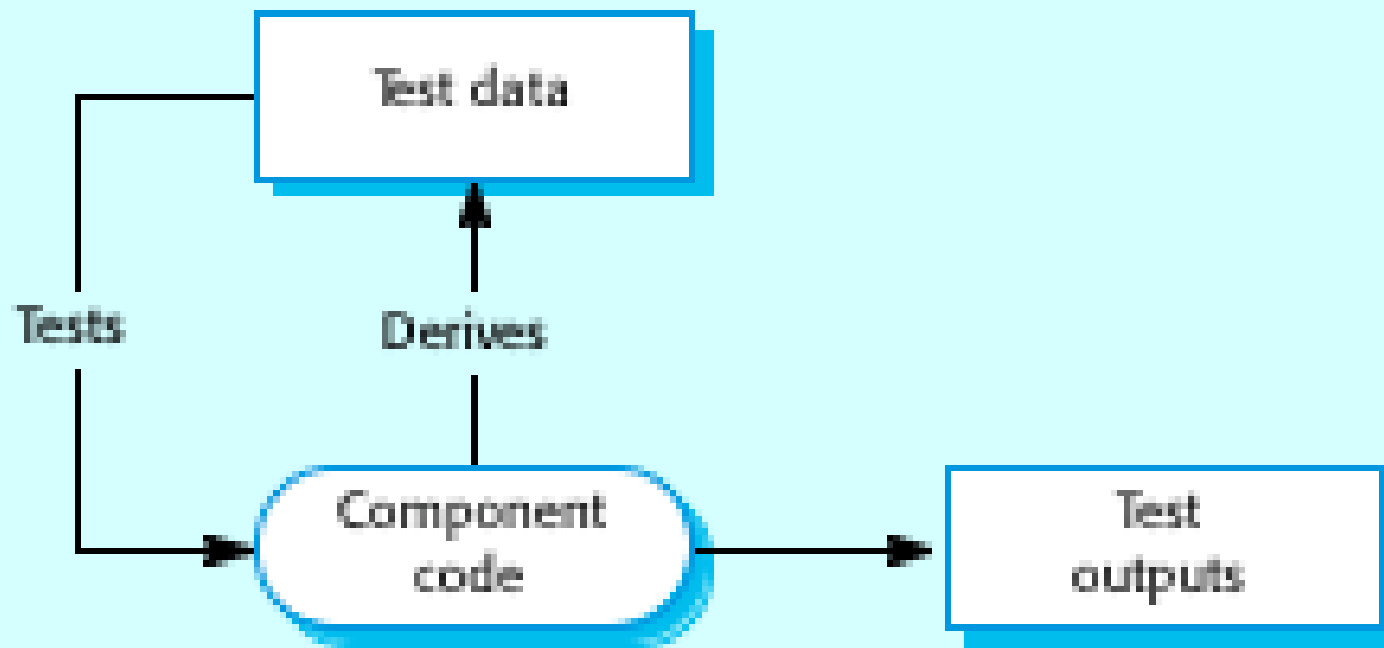 Test data
Tests
Derives
Component
code
Test
outputs